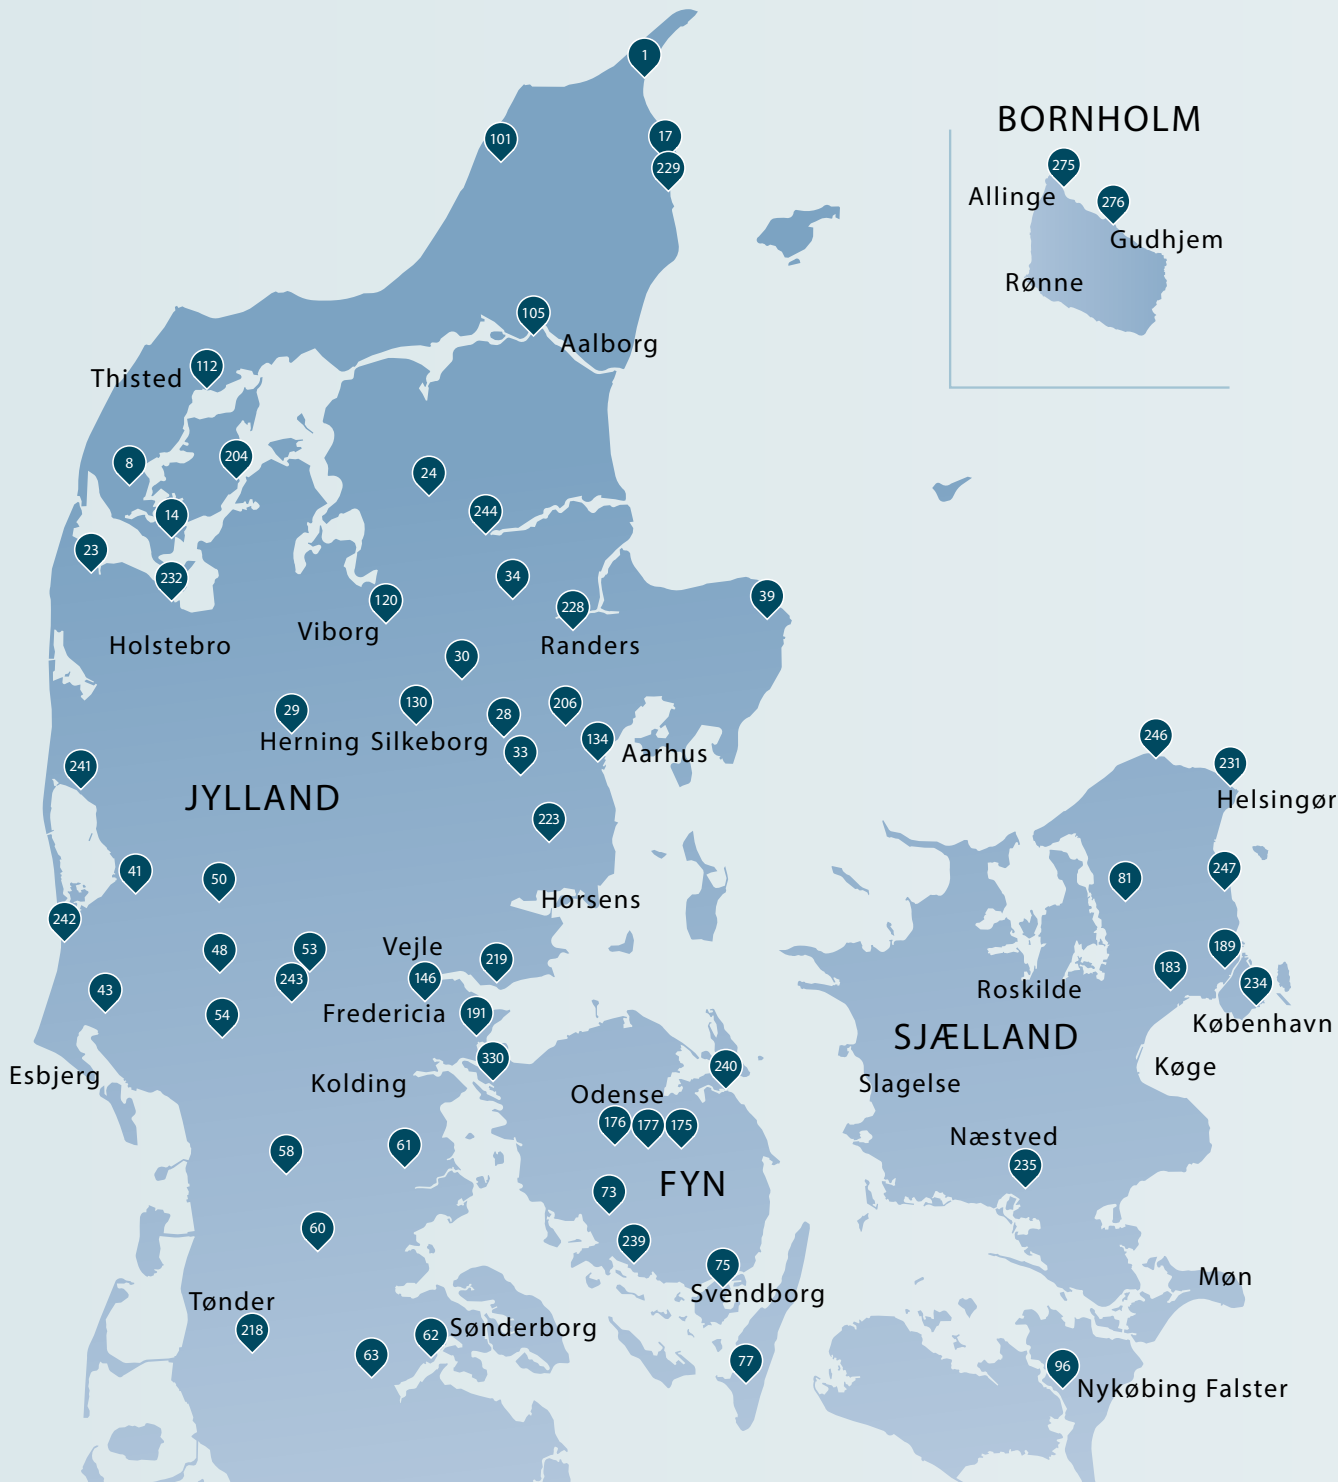 1
BORNHOLM
101
17
229
275
Allinge
276
Gudhjem
Rønne
105
Aalborg
112
Thisted
8
204
24
14
244
23
232
34
120
228
39
Viborg
Holstebro
Randers
30
29
130
28
206
Herning
Silkeborg
134
33
Aarhus
246
231
241
JYLLAND
Helsingør
223
41
50
81
247
Horsens
242
48
53
Vejle
219
189
243
146
183
43
Roskilde
234
54
Fredericia
191
København
SJÆLLAND
330
240
Køge
Esbjerg
Kolding
Odense
Slagelse
176
177
175
Næstved
58
61
235
73
FYN
60
239
75
Møn
Svendborg
Tønder
218
62
Sønderborg
63
77
96
Nykøbing Falster